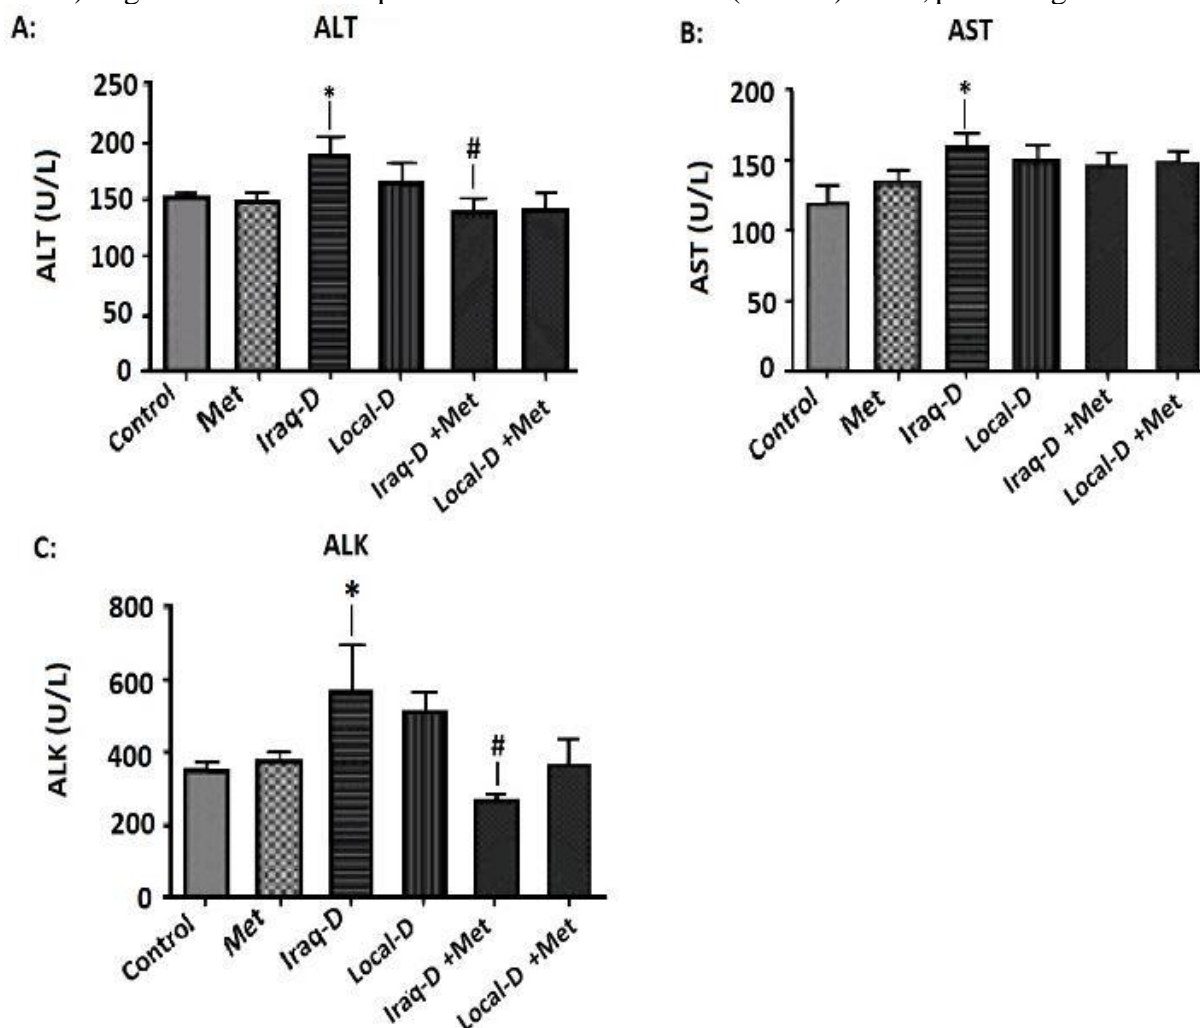 A:
ALT
ALT (U/L)
250
200
150
100
50
0
*
#
Control
Met
Iraq-D
Local-D
Iraq-D +Met
Local-D +Met
B:
AST
AST (U/L)
200
150
100
50
0
*
Control
Met
Iraq-D
Local-D
Iraq-D +Met
Local-D +Met
C:
ALK
ALK (U/L)
800
600
400
200
0
*
#
Control
Met
Iraq-D
Local-D
Iraq-D +Met
Local-D +Met